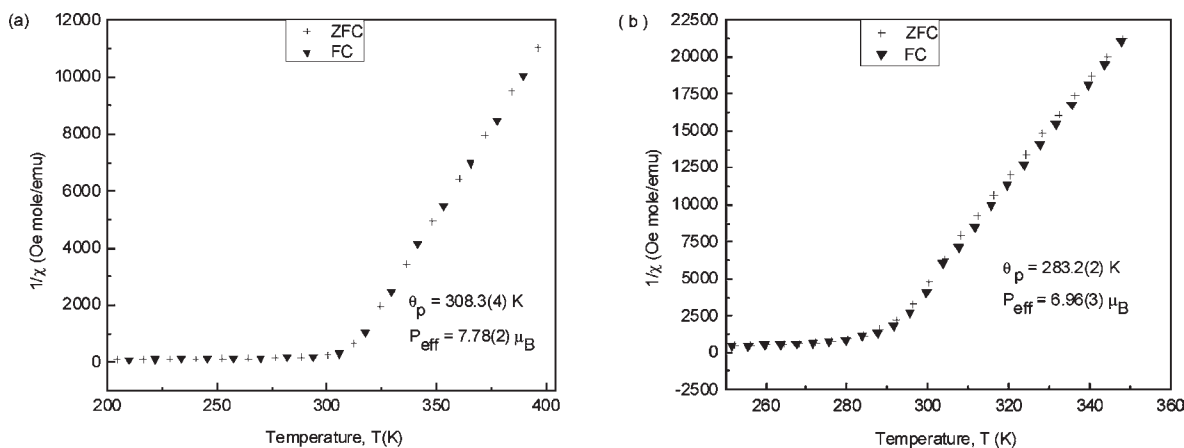 (a)
12000
10000
8000
6000
4000
2000
0
1/χ (Oe mole/emu)
ZFC
FC
θp = 308.3(4) K
Peff = 7.78(2) μB
200 250 300 350 400
Temperature, T(K)
(b)
22500
20000
17500
15000
12500
10000
7500
5000
2500
0
-2500
1/χ (Oe mole/emu)
ZFC
FC
θp = 283.2(2) K
Peff = 6.96(3) μB
260 280 300 320 340 360
Temperature, T (K)